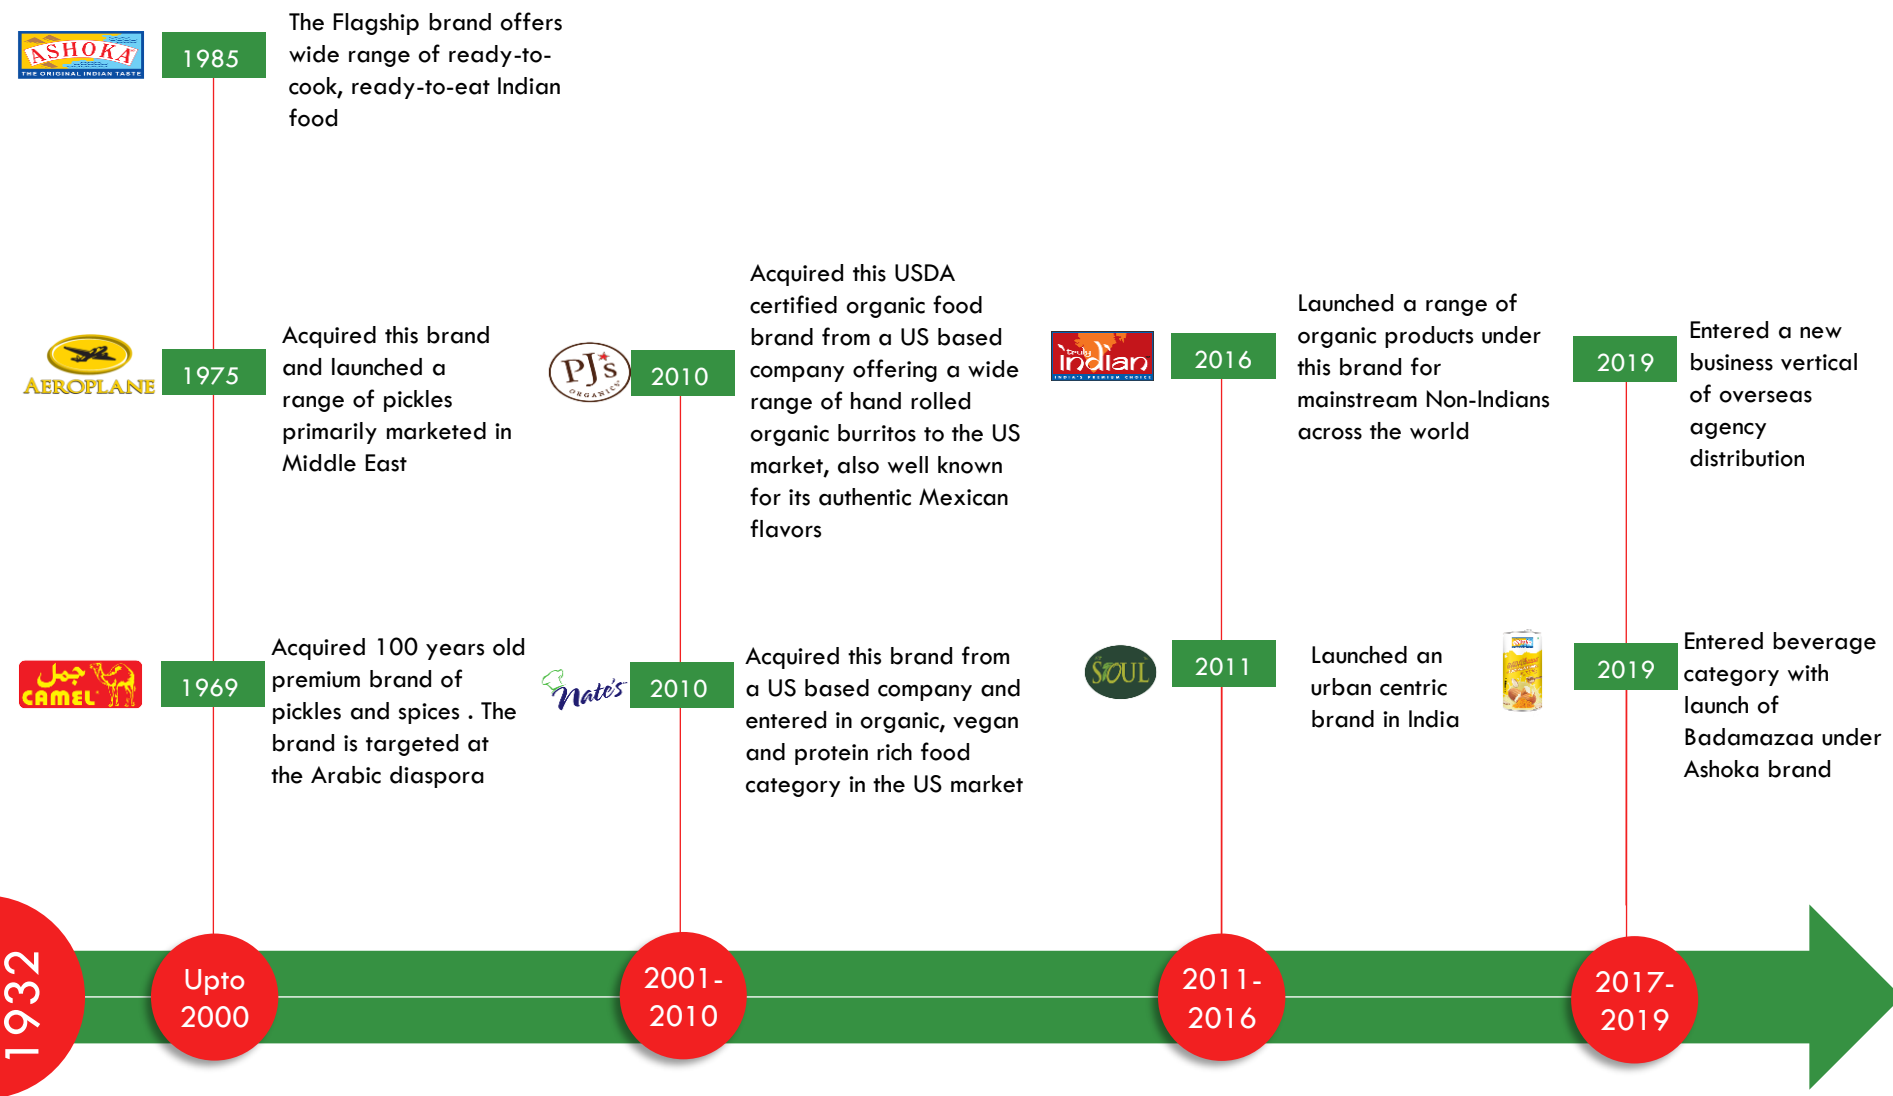 ASHOKA
THE ORIGINAL INDIAN TASTE
1985
The Flagship brand offers
wide range of ready-to-
cook, ready-to-eat Indian
food
AEROPLANE
1975
Acquired this brand
and launched a
range of pickles
primarily marketed in
Middle East
PJ's
ORGANICS
2010
Acquired this USDA
certified organic food
brand from a US based
company offering a wide
range of hand rolled
organic burritos to the US
market, also well known
for its authentic Mexican
flavors
truly
indian
INDIA'S PREMIUM CHOICE
2016
Launched a range of
organic products under
this brand for
mainstream Non-Indians
across the world
2019
Entered a new
business vertical
of overseas
agency
distribution
جمل
CAMEL
1969
Acquired 100 years old
premium brand of
pickles and spices . The
brand is targeted at
the Arabic diaspora
Nate's
2010
Acquired this brand from
a US based company and
entered in organic, vegan
and protein rich food
category in the US market
SOUL
2011
Launched an
urban centric
brand in India
2019
Entered beverage
category with
launch of
Badamazaa under
Ashoka brand
1932
Upto
2000
2001-
2010
2011-
2016
2017-
2019